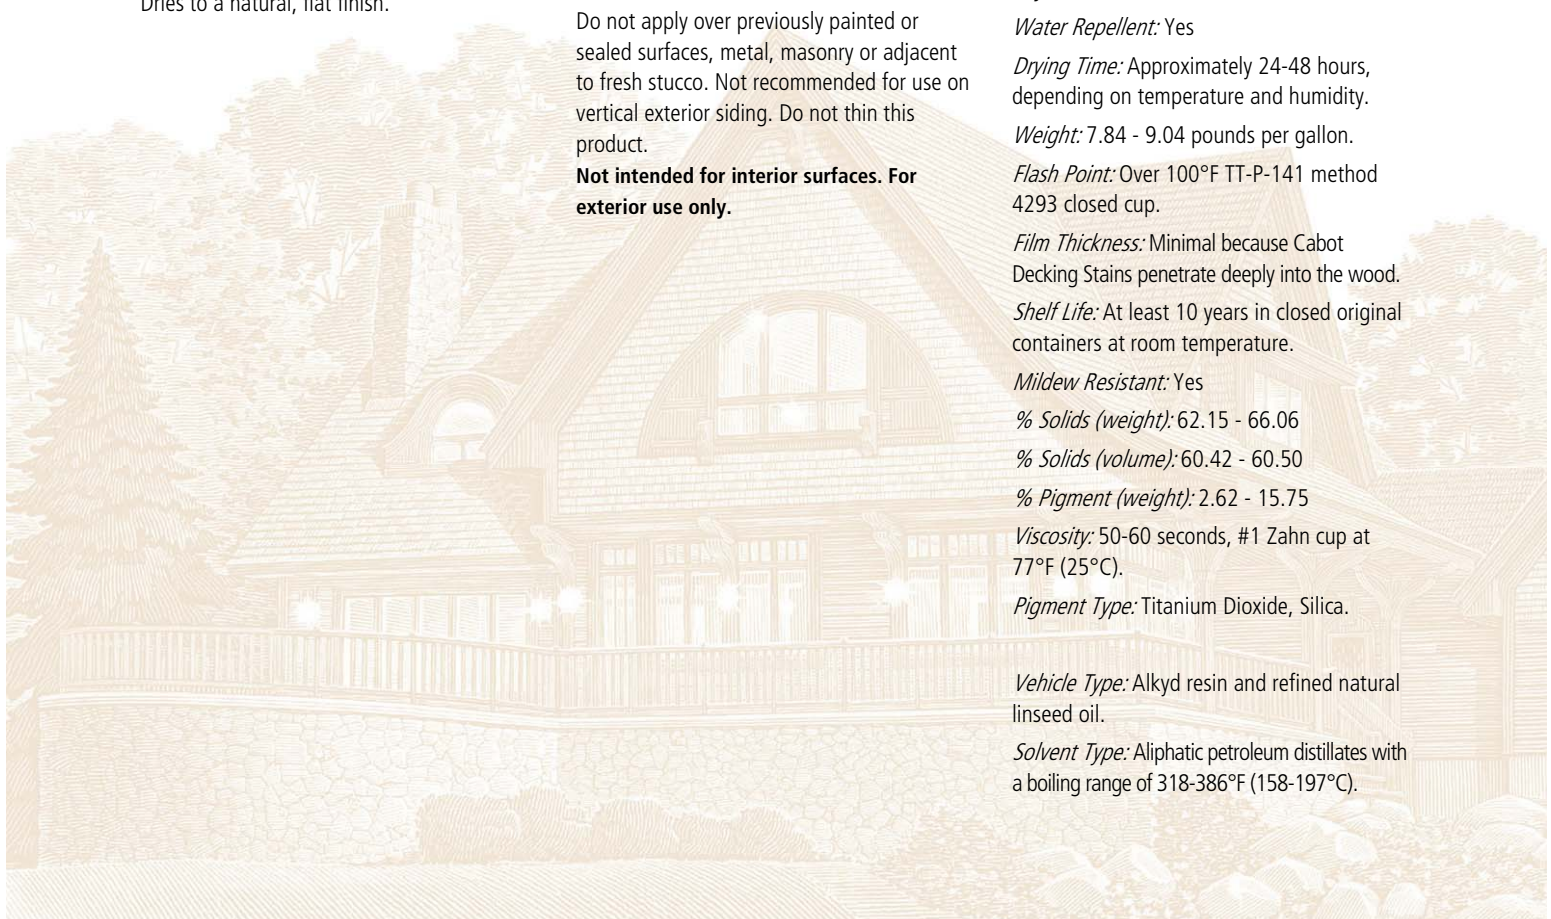 Dries to a natural, flat finish.
Do not apply over previously painted or
sealed surfaces, metal, masonry or adjacent
to fresh stucco. Not recommended for use on
vertical exterior siding. Do not thin this
product.
Not intended for interior surfaces. For
exterior use only.
Water Repellent: Yes
Drying Time: Approximately 24-48 hours,
depending on temperature and humidity.
Weight: 7.84 - 9.04 pounds per gallon.
Flash Point: Over 100°F TT-P-141 method
4293 closed cup.
Film Thickness: Minimal because Cabot
Decking Stains penetrate deeply into the wood.
Shelf Life: At least 10 years in closed original
containers at room temperature.
Mildew Resistant: Yes
% Solids (weight): 62.15 - 66.06
% Solids (volume): 60.42 - 60.50
% Pigment (weight): 2.62 - 15.75
Viscosity: 50-60 seconds, #1 Zahn cup at
77°F (25°C).
Pigment Type: Titanium Dioxide, Silica.
Vehicle Type: Alkyd resin and refined natural
linseed oil.
Solvent Type: Aliphatic petroleum distillates with
a boiling range of 318-386°F (158-197°C).